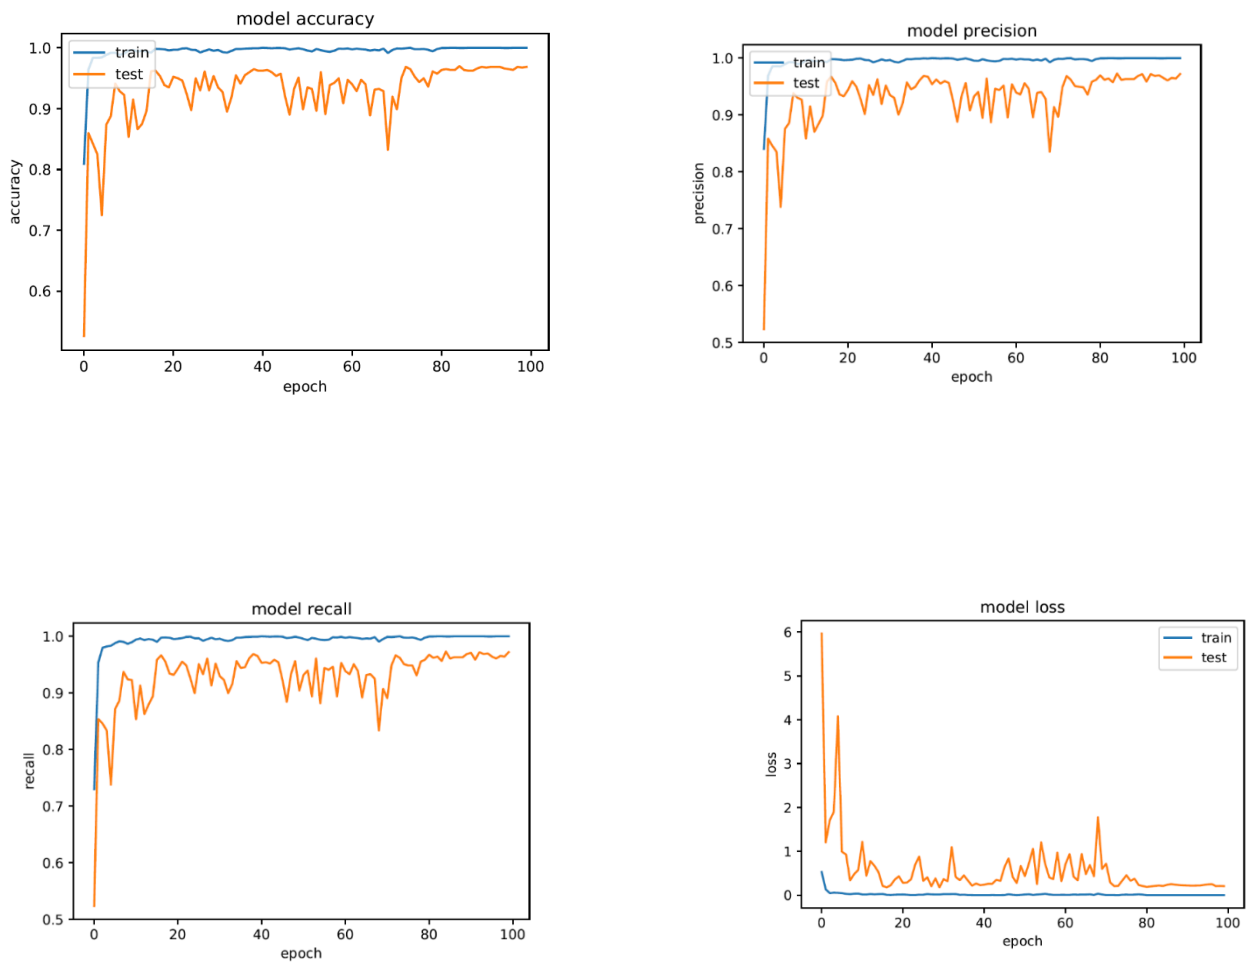 model accuracy
1.0
0.9
0.8
0.7
0.6
accuracy
train
test
0 20 40 60 80 100
epoch
model precision
1.0
0.9
0.8
0.7
0.6
0.5
precision
train
test
0 20 40 60 80 100
epoch
model recall
1.0
0.9
0.8
0.7
0.6
0.5
recall
0 20 40 60 80 100
epoch
model loss
6
5
4
3
2
1
0
loss
train
test
0 20 40 60 80 100
epoch